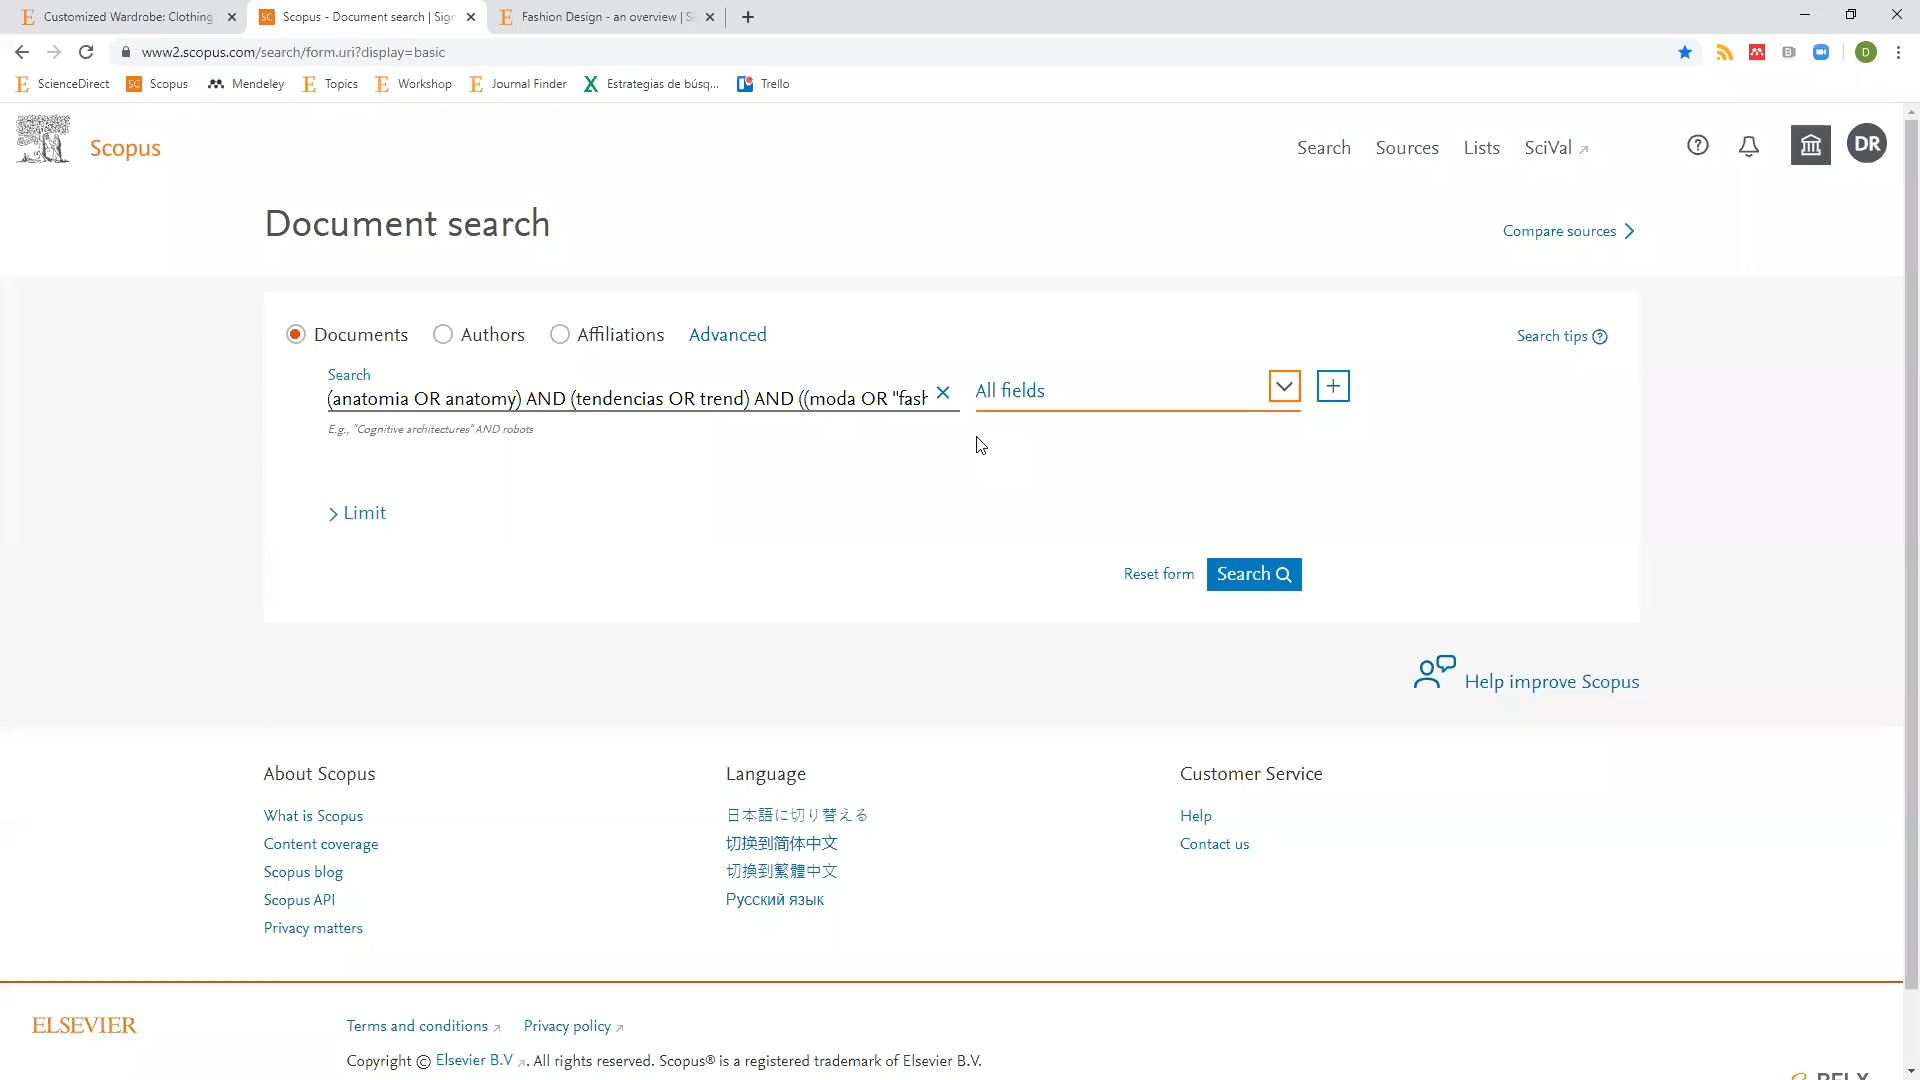 Customized Wardrobe: Clothing
Scopus - Document search | Sign
Fashion Design - an overview | S
www2.scopus.com/search/form.uri?display=basic
D
ScienceDirect
Scopus
Mendeley
Topics
Workshop
Journal Finder
Estrategias de búsq...
Trello
Scopus
Search
Sources
Lists
SciVal
DR
Document search
Compare sources
Documents
Authors
Affiliations
Advanced
Search tips
Search
(anatomia OR anatomy) AND (tendencias OR trend) AND ((moda OR "fash
All fields
E.g., "Cognitive architectures" AND robots
Limit
Reset form
Search
Help improve Scopus
About Scopus
What is Scopus
Content coverage
Scopus blog
Scopus API
Privacy matters
Language
日本語に切り替える
切换到简体中文
切換到繁體中文
Русский язык
Customer Service
Help
Contact us
ELSEVIER
Terms and conditions
Privacy policy
Copyright © Elsevier B.V. All rights reserved. Scopus® is a registered trademark of Elsevier B.V.
RELX